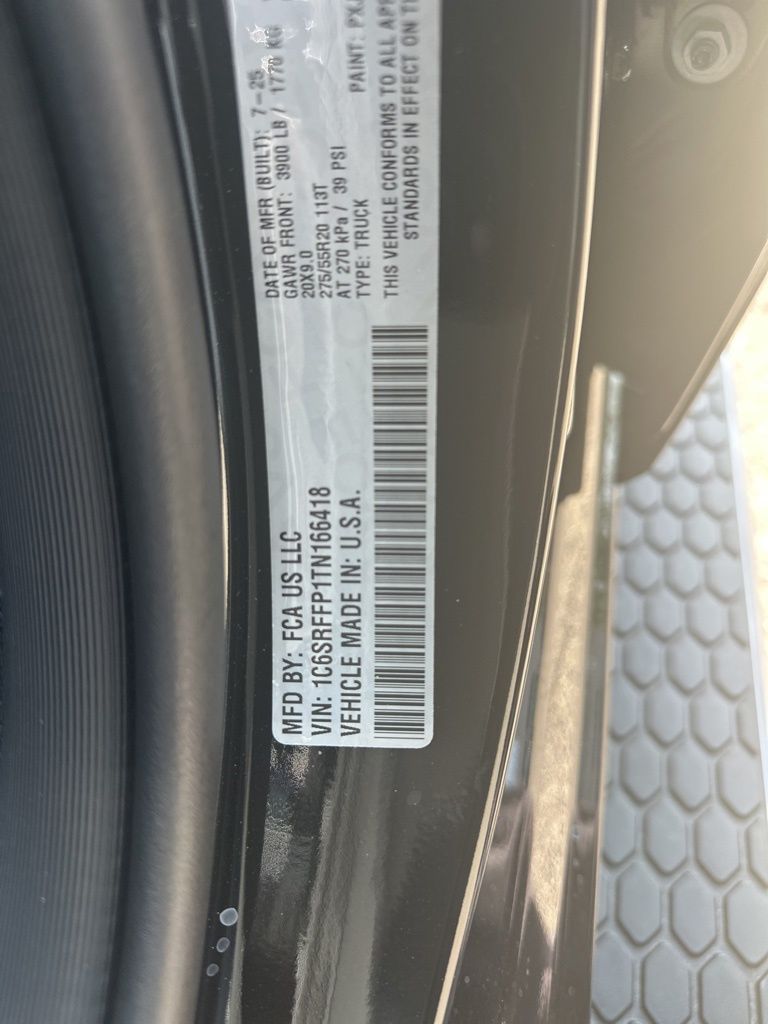 MFD BY: FCA US LLC
VIN: 1C6SRFFP1TN166418
VEHICLE MADE IN: U.S.A.
DATE OF MFR (BUILT): 7-25
GAWR FRONT: 3900 LB / 1770 KG
20X9.0
275/55R20 113T
AT 270 kPa / 39 PSI
TYPE: TRUCK
PAINT:
THIS VEHICLE CONFORMS TO ALL
STANDARDS IN EFFECT ON